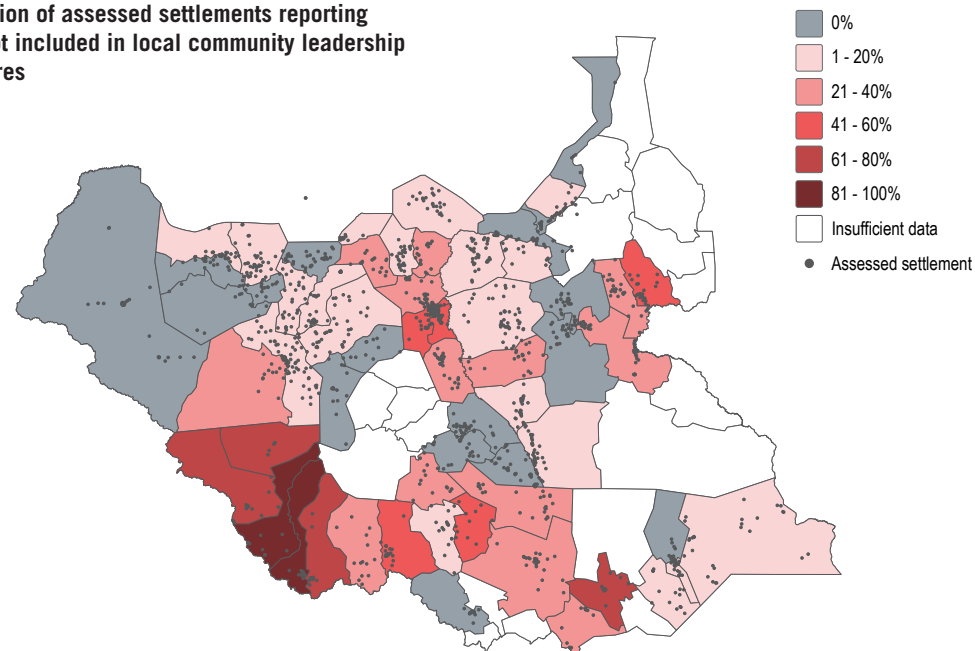 ion of assessed settlements reporting
t included in local community leadership
res
0%
1 - 20%
21 - 40%
41 - 60%
61 - 80%
81 - 100%
Insufficient data
Assessed settlement